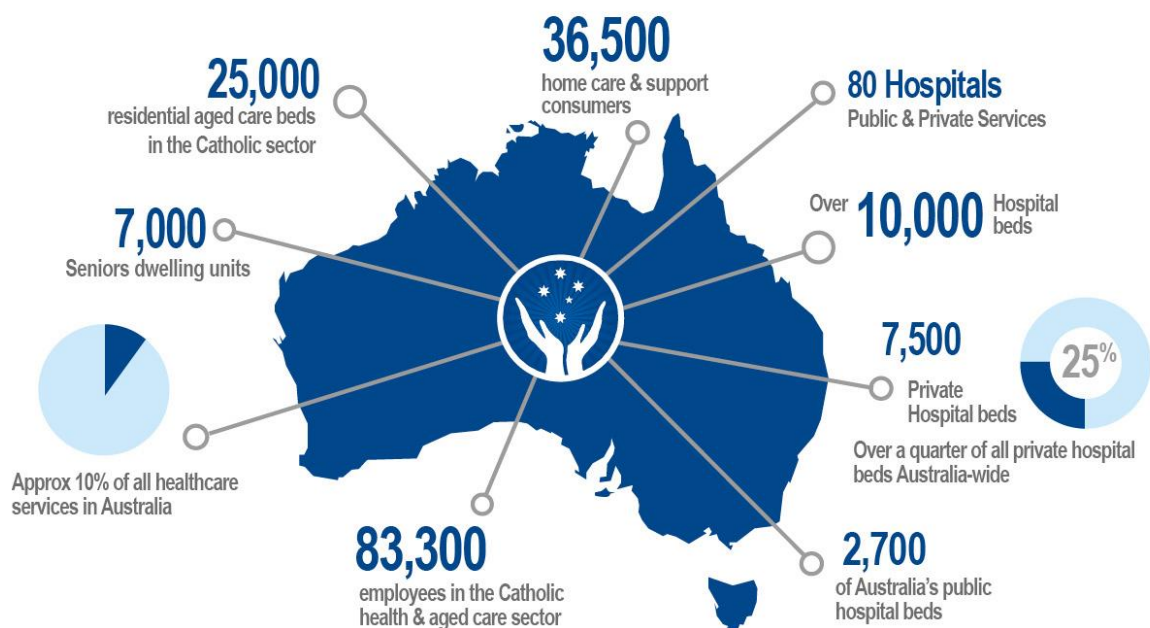 25,000
residential aged care beds
in the Catholic sector
36,500
home care & support
consumers
80 Hospitals
Public & Private Services
7,000
Seniors dwelling units
Over 10,000 Hospital
beds
7,500
Private
Hospital beds
25%
Over a quarter of all private hospital
beds Australia-wide
Approx 10% of all healthcare
services in Australia
83,300
employees in the Catholic
health & aged care sector
2,700
of Australia's public
hospital beds